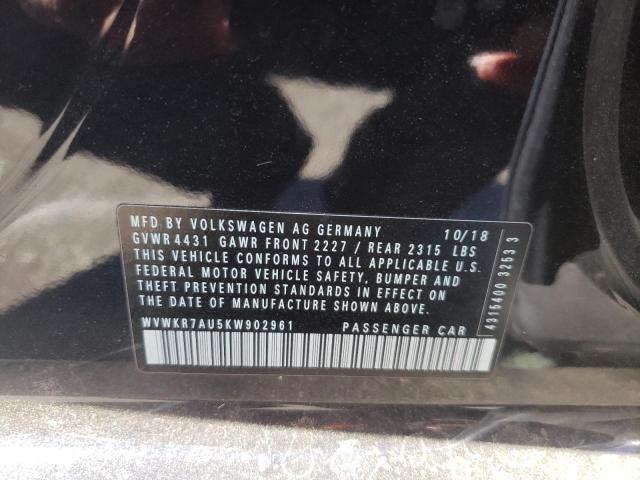 MFD BY VOLKSWAGEN AG GERMANY 10/18
GVWR 4431 GAWR FRONT 2227 / REAR 2315 LBS
THIS VEHICLE CONFORMS TO ALL APPLICABLE U.S.
FEDERAL MOTOR VEHICLE SAFETY, BUMPER AND
THEFT PREVENTION STANDARDS IN EFFECT ON
THE DATE OF MANUFACTURE SHOWN ABOVE
WVWKR7AU5KW902961 PASSENGER CAR
4315400 3253 3